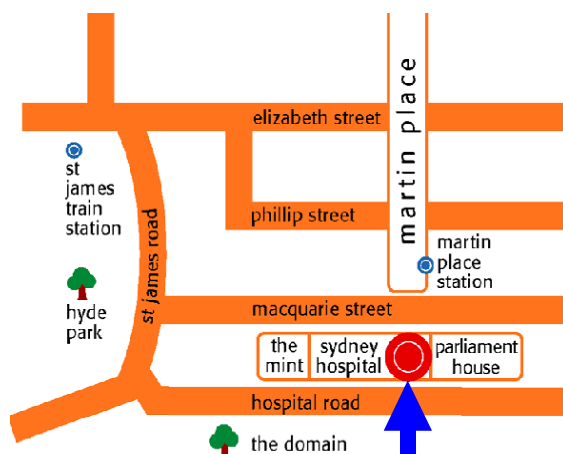 elizabeth street
martin place
st
james
train
station
st james road
phillip street
martin
place
station
hyde
park
macquarie street
the
mint
sydney
hospital
parliament
house
hospital road
the domain